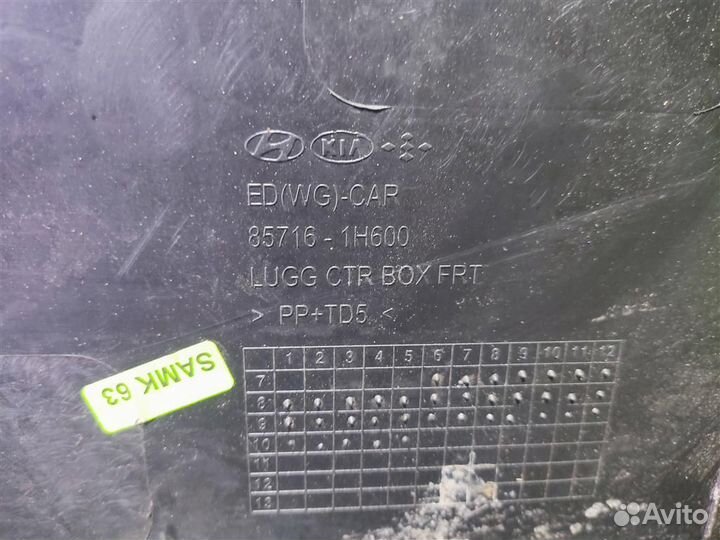 KIA
ED(WG)-CAR
85716 - 1H600
LUGG CTR BOX FRT
> PP+TD5 <
1 2 3 4 5 6 7 8 9 10 11 12
7
8
9
10
11
12
13
SAMK 63
Avito